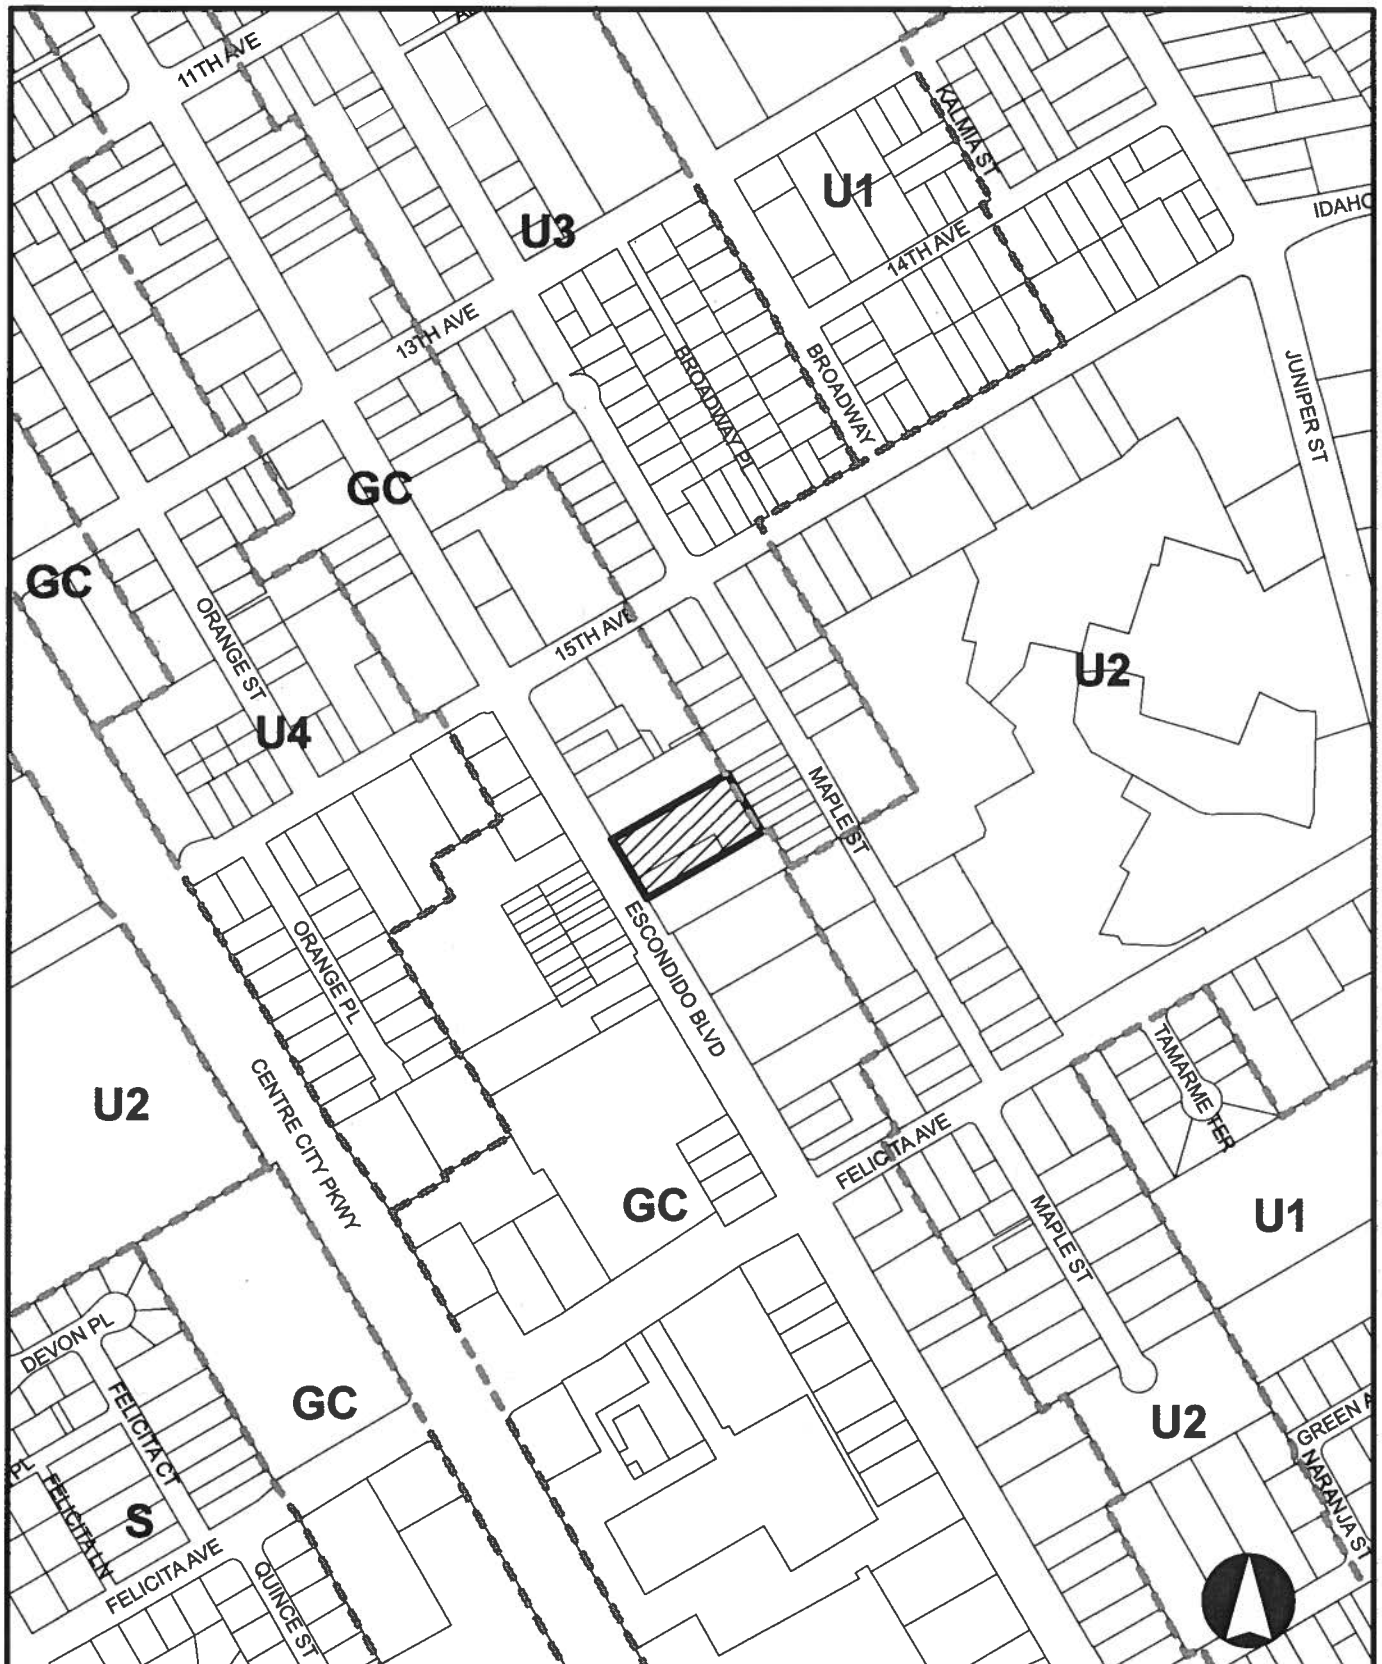 11TH AVE
KALMIA ST
U1
IDAHO
U3
14TH AVE
13TH AVE
BROADWAY PL
BROADWAY
JUNIPER ST
GC
GC
ORANGE ST
15TH AVE
U2
U4
MAPLE ST
ESCONDIDO BLVD
ORANGE PL
TAMARME TER
CENTRE CITY PKWY
U2
FELICITA AVE
GC
MAPLE ST
U1
DEVON PL
FELICITA CT
GC
U2
GREEN A
NARANJA ST
PL
FELICITA LN
S
FELICITA AVE
QUINCE ST